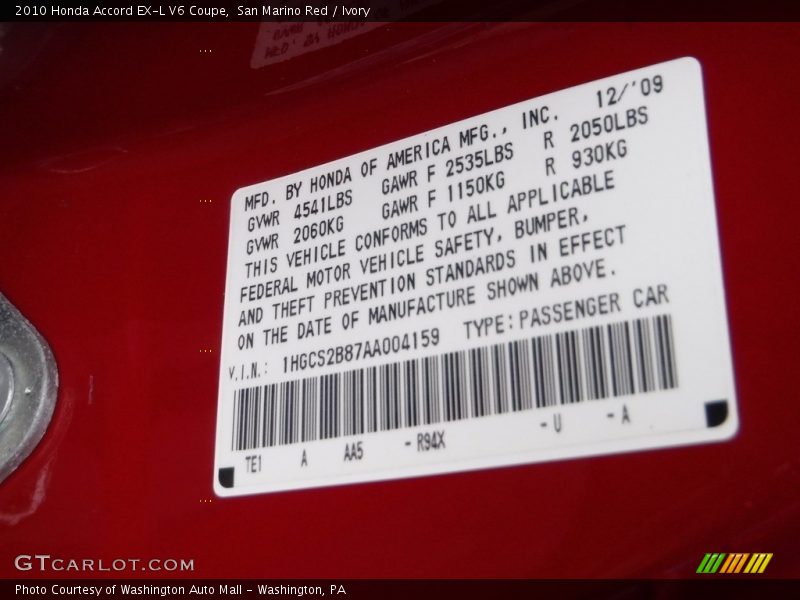 2010 Honda Accord EX-L V6 Coupe, San Marino Red / Ivory
MFD. BY HONDA OF AMERICA MFG., INC. 12/'09
GVWR 4541LBS GAWR F 2535LBS R 2050LBS
GVWR 2060KG GAWR F 1150KG R 930KG
THIS VEHICLE CONFORMS TO ALL APPLICABLE
FEDERAL MOTOR VEHICLE SAFETY, BUMPER,
AND THEFT PREVENTION STANDARDS IN EFFECT
ON THE DATE OF MANUFACTURE SHOWN ABOVE.
V.I.N.: 1HGCS2B87AA004159 TYPE:PASSENGER CAR
TE1 A AA5 -R94X -U -A
GTCARLOT.COM
Photo Courtesy of Washington Auto Mall - Washington, PA